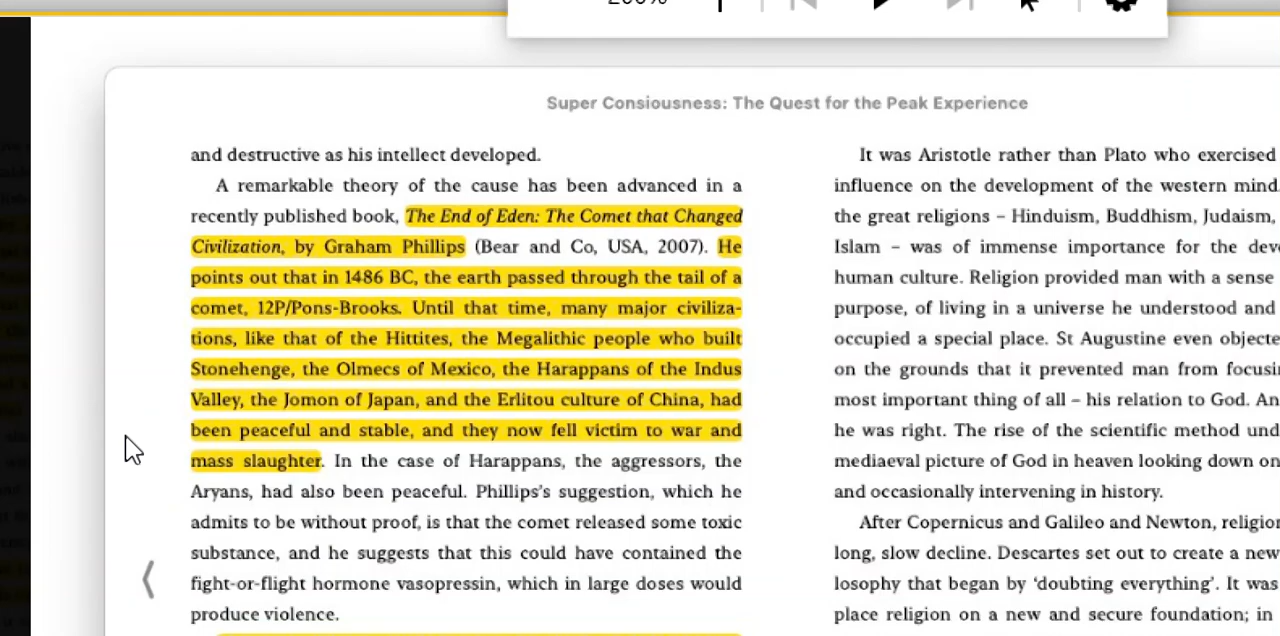 Super Consiousness: The Quest for the Peak Experience
and destructive as his intellect developed.
A remarkable theory of the cause has been advanced in a
recently published book, The End of Eden: The Comet that Changed
Civilization, by Graham Phillips (Bear and Co, USA, 2007). He
points out that in 1486 BC, the earth passed through the tail of a
comet, 12P/Pons-Brooks. Until that time, many major civiliza-
tions, like that of the Hittites, the Megalithic people who built
Stonehenge, the Olmecs of Mexico, the Harappans of the Indus
Valley, the Jomon of Japan, and the Erlitou culture of China, had
been peaceful and stable, and they now fell victim to war and
mass slaughter. In the case of Harappans, the aggressors, the
Aryans, had also been peaceful. Phillips's suggestion, which he
admits to be without proof, is that the comet released some toxic
substance, and he suggests that this could have contained the
fight-or-flight hormone vasopressin, which in large doses would
produce violence.
It was Aristotle rather than Plato who exercised
influence on the development of the western mind.
the great religions – Hinduism, Buddhism, Judaism,
Islam – was of immense importance for the
human culture. Religion provided man with a sense
purpose, of living in a universe he understood and
occupied a special place. St Augustine even
on the grounds that it prevented man from
most important thing of all – his relation to God.
he was right. The rise of the scientific method
mediaeval picture of God in heaven looking down on
and occasionally intervening in history.
After Copernicus and Galileo and Newton,
long, slow decline. Descartes set out to create a new
losophy that began by ‘doubting everything’. It was
place religion on a new and secure foundation; in